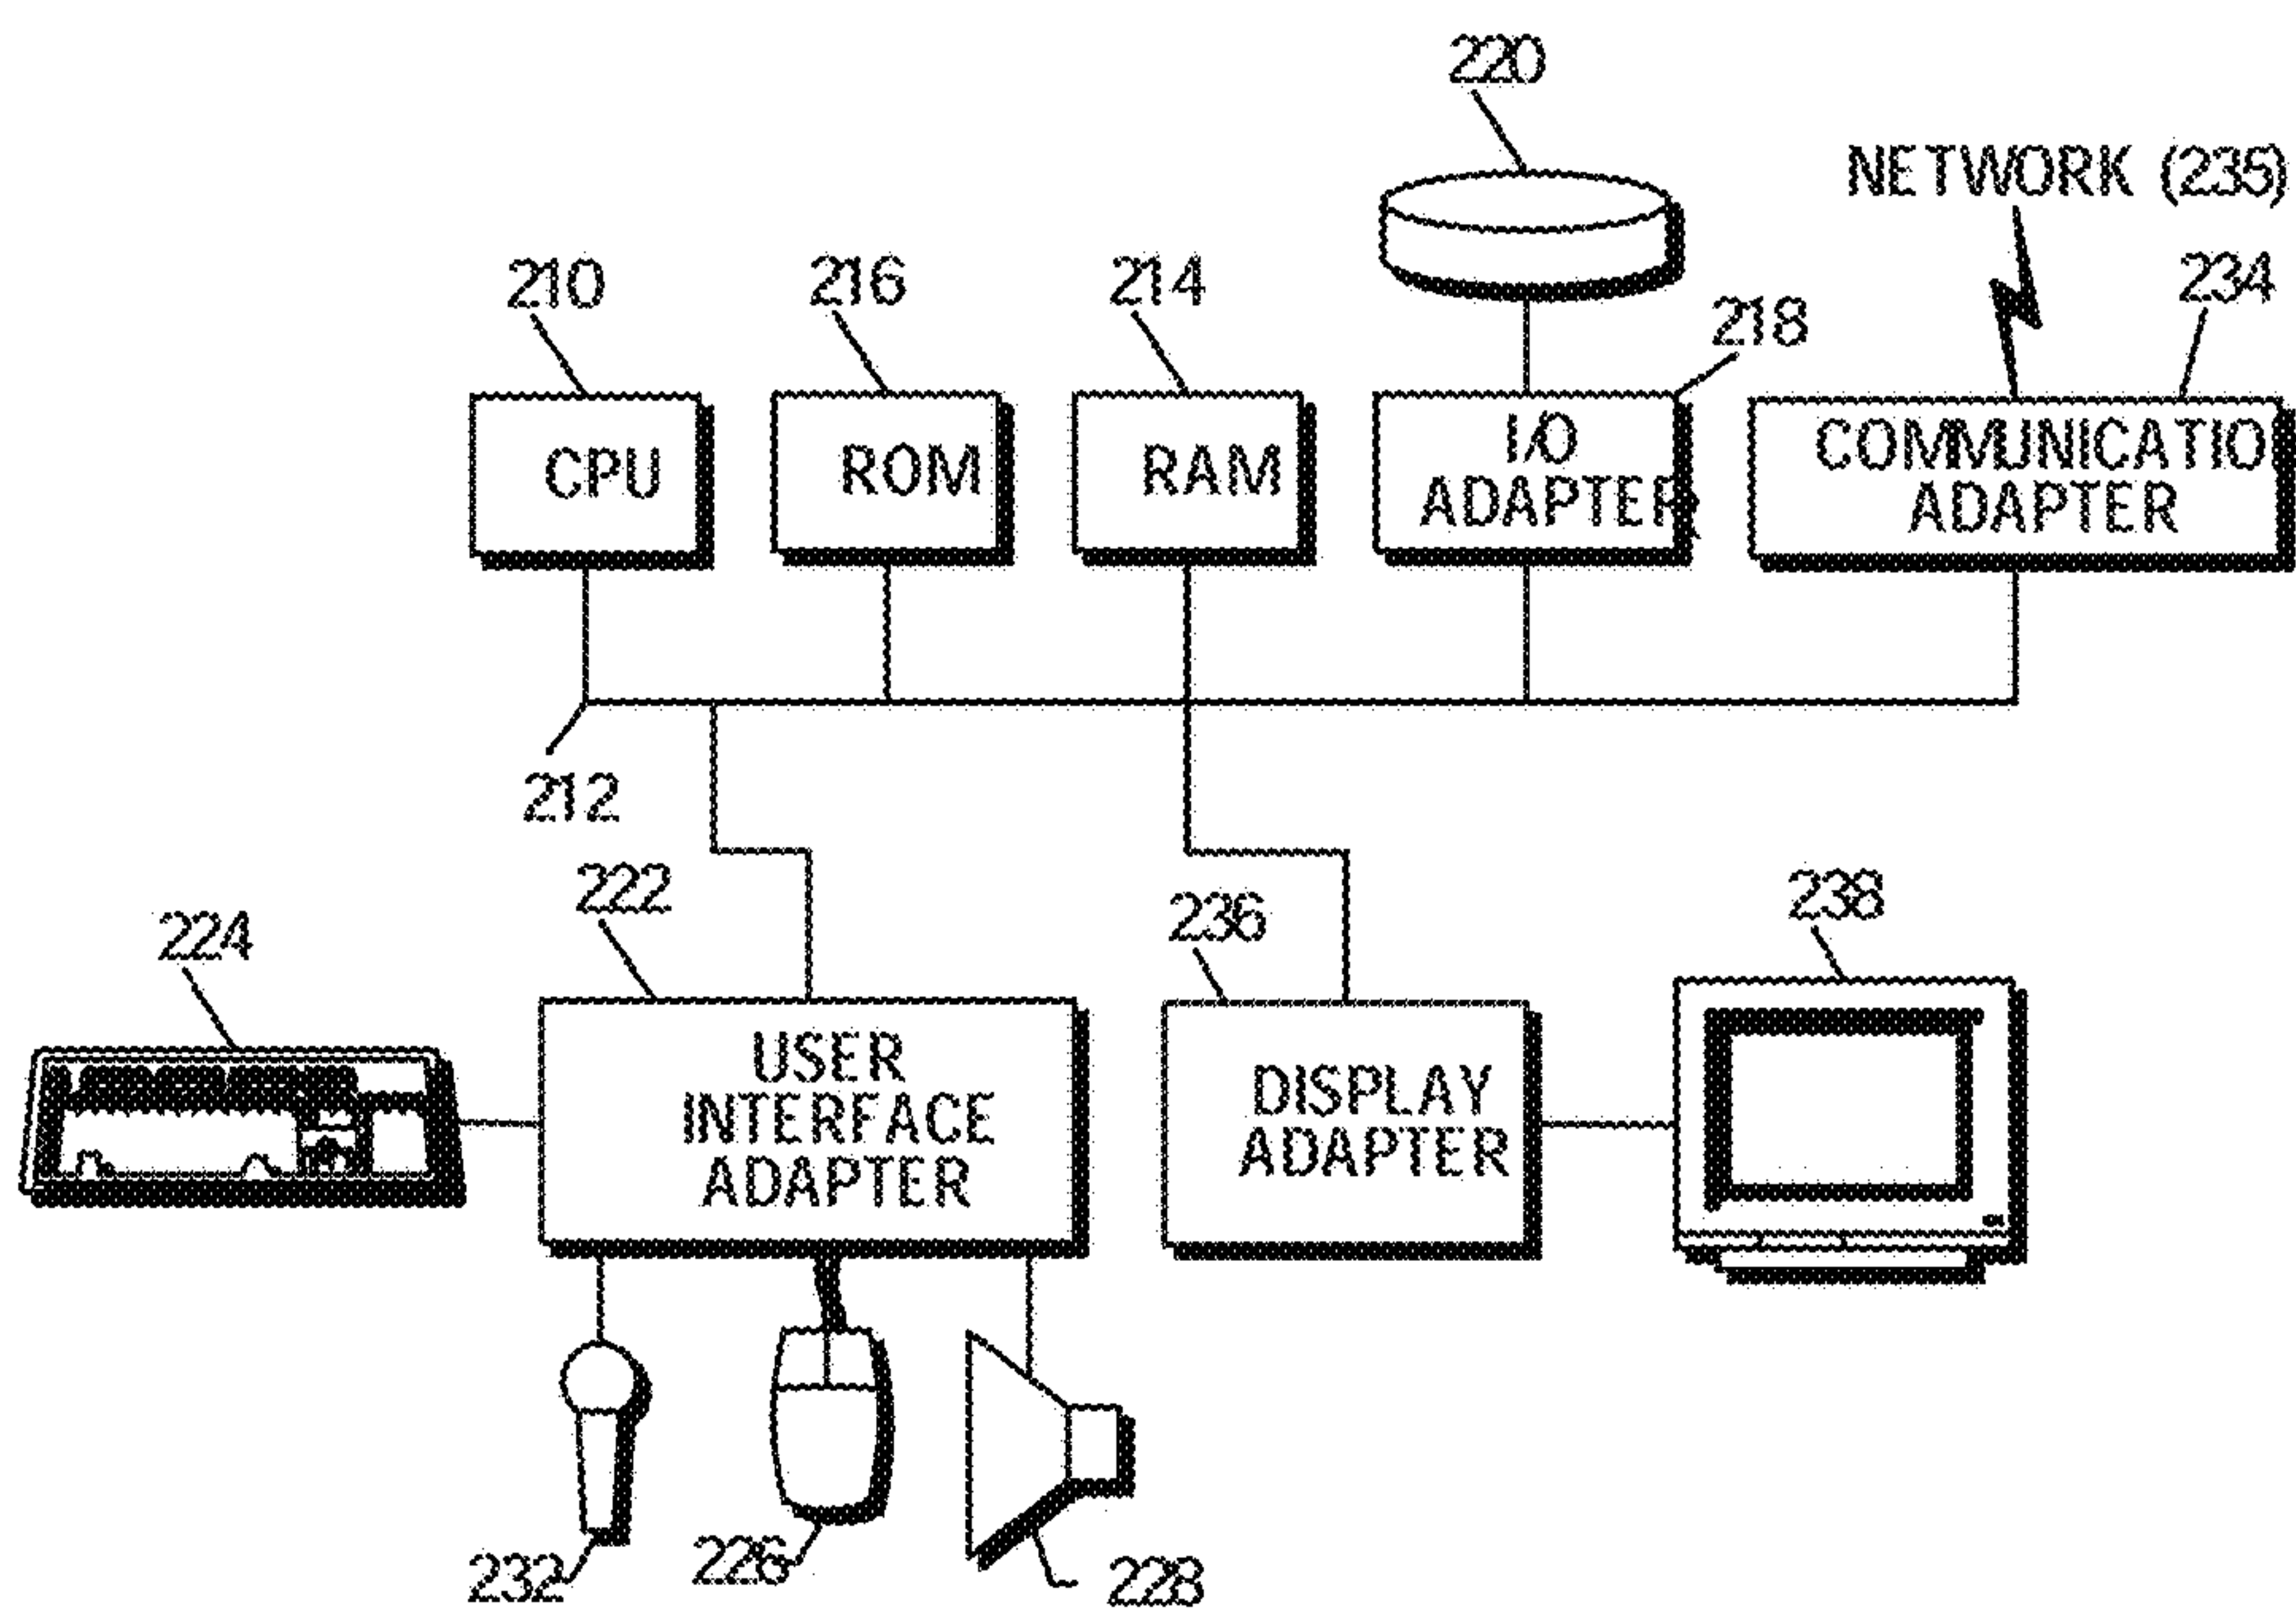 220
NETWORK (235)
210
216
214
218
234
CPU
ROM
RAM
I/O
ADAPTER
COMMUNICATIO
ADAPTER
212
222
236
238
224
USER
INTERFACE
ADAPTER
DISPLAY
ADAPTER
232
226
228